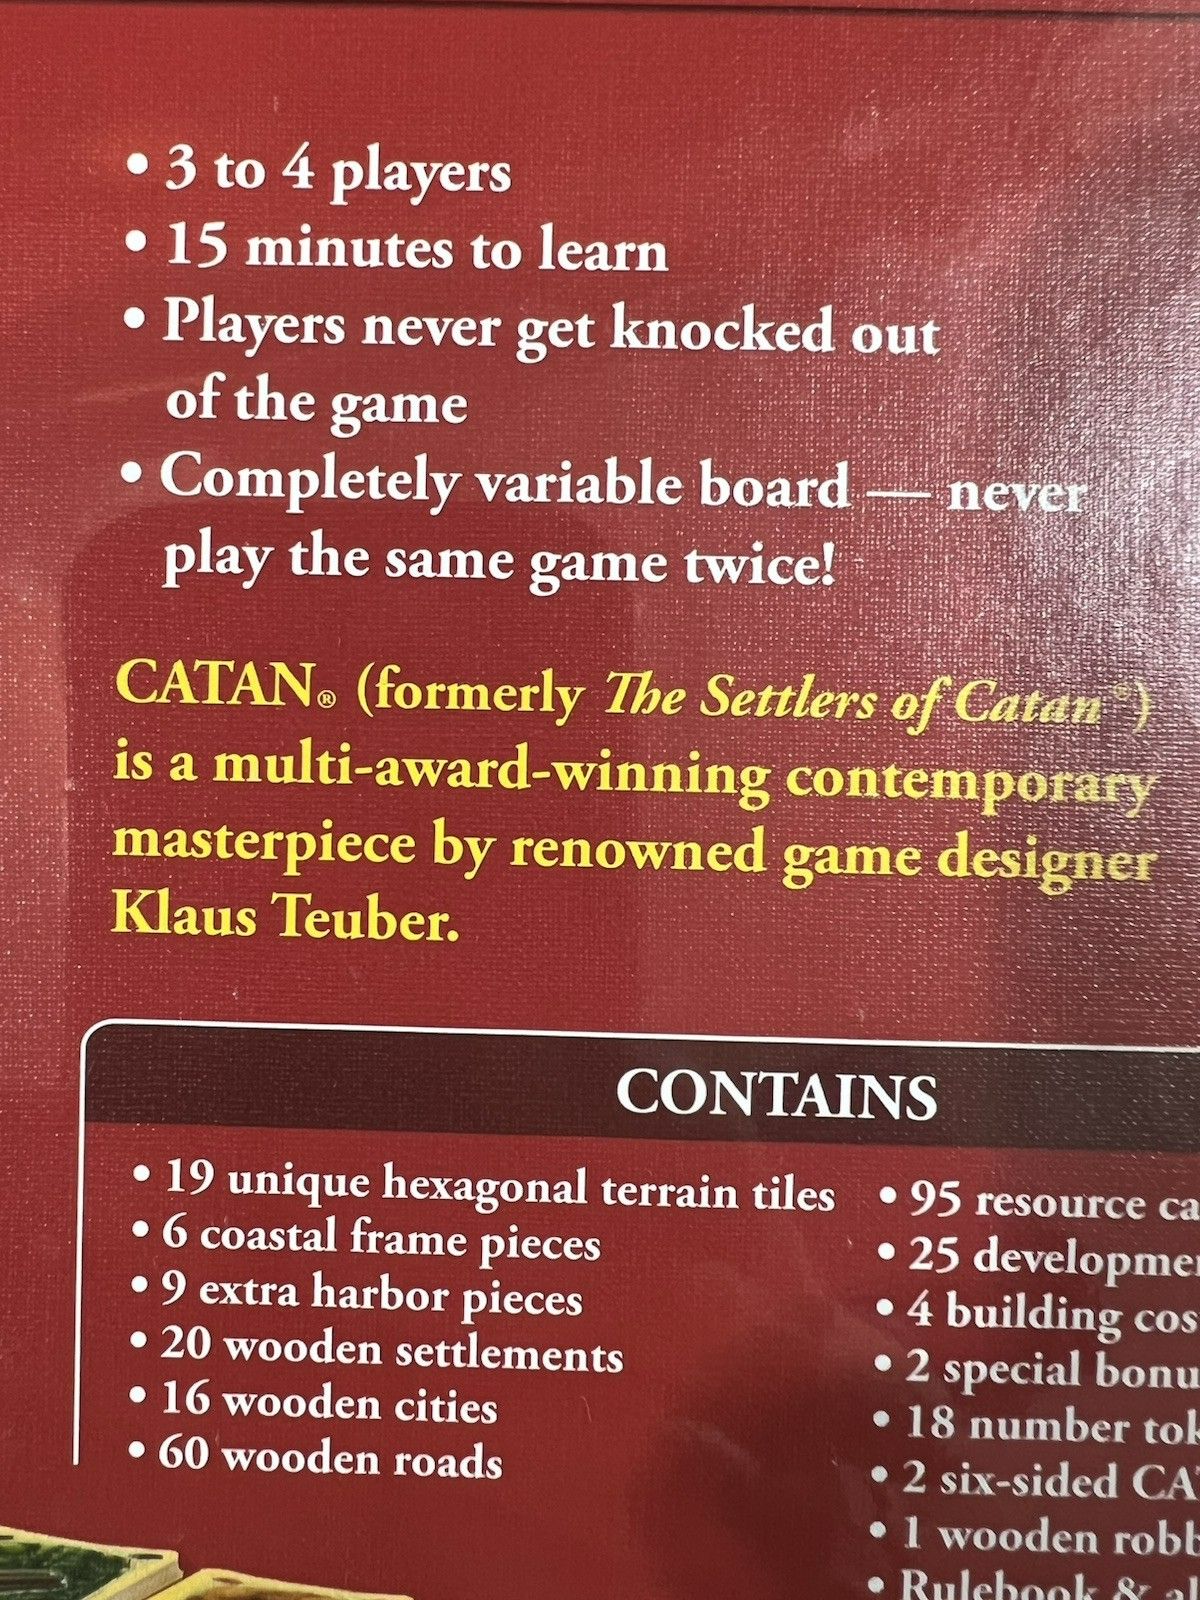 • 3 to 4 players
• 15 minutes to learn
• Players never get knocked out
of the game
• Completely variable board — never
play the same game twice!
CATAN® (formerly The Settlers of Catan®)
is a multi-award-winning contemporary
masterpiece by renowned game designer
Klaus Teuber.
CONTAINS
• 19 unique hexagonal terrain tiles
• 6 coastal frame pieces
• 9 extra harbor pieces
• 20 wooden settlements
• 16 wooden cities
• 60 wooden roads
• 95 resource
• 25
• 4 building
• 2 special
• 18 number
• 2 six-sided
• 1 wooden
• Rulebook &